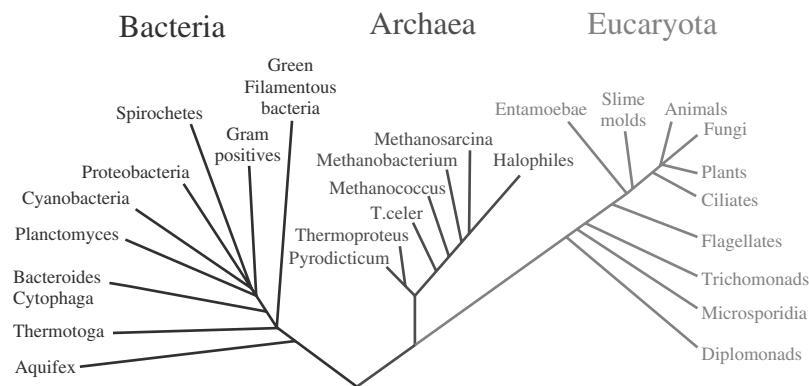 Bacteria
Archaea
Eucaryota
Green
Filamentous
bacteria
Spirochetes
Gram
positives
Proteobacteria
Cyanobacteria
Planctomyces
Bacteroides
Cytophaga
Thermotoga
Aquifex
Methanosarcina
Methanobacterium
Halophiles
Methanococcus
T.celer
Thermoproteus
Pyrodicticum
Entamoebae
Slime
molds
Animals
Fungi
Plants
Ciliates
Flagellates
Trichomonads
Microsporidia
Diplomonads